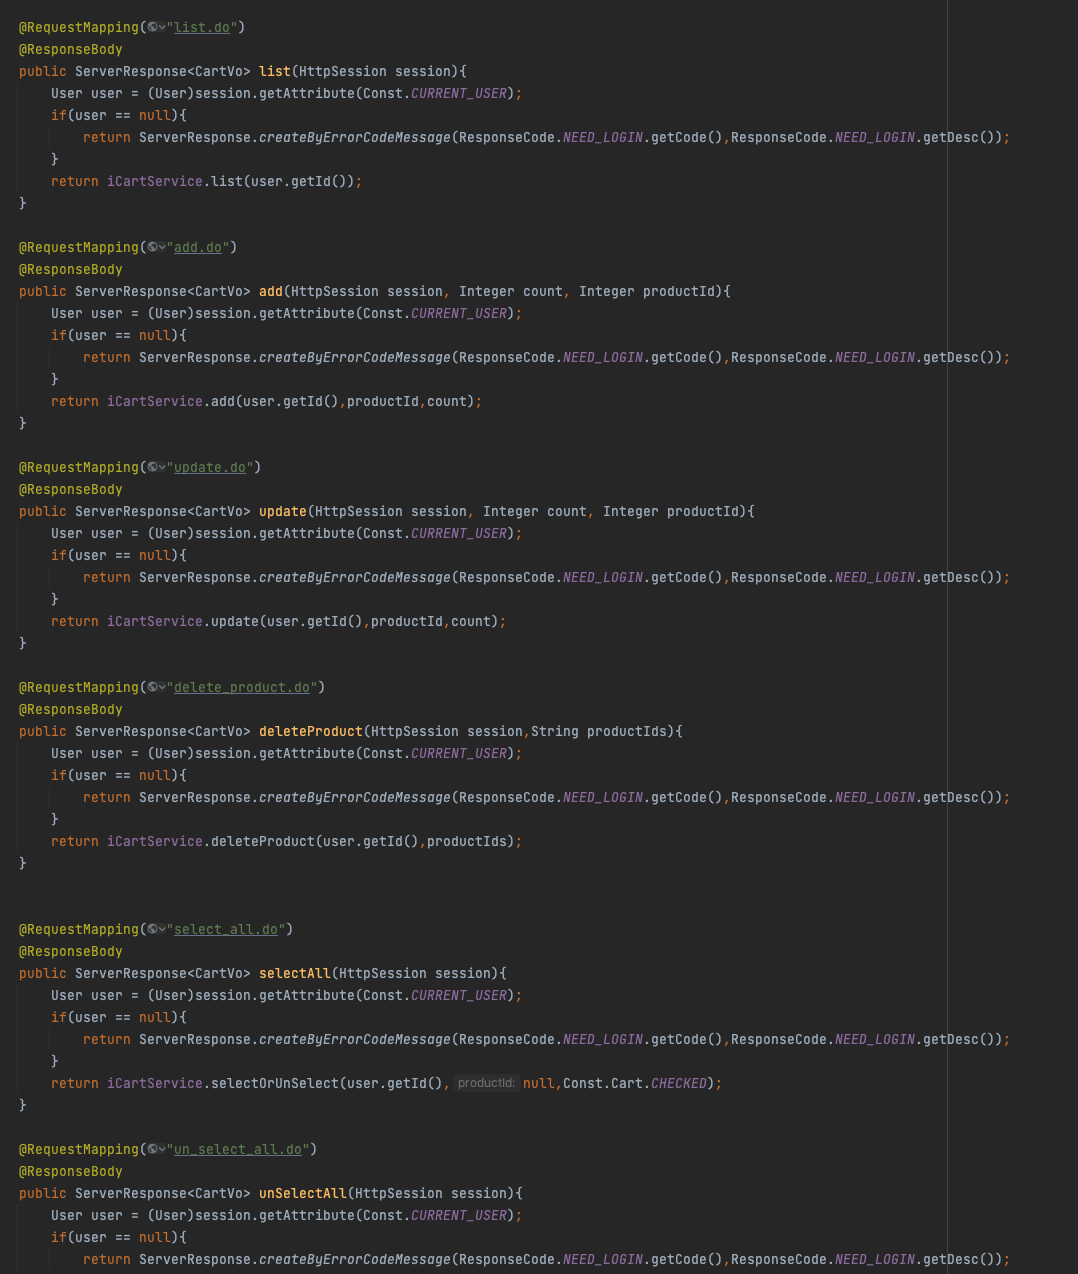 @RequestMapping("list.do")
@ResponseBody
public ServerResponse<CartVo> list(HttpSession session){
    User user = (User)session.getAttribute(Const.CURRENT_USER);
    if(user == null){
        return ServerResponse.createByErrorCodeMessage(ResponseCode.NEED_LOGIN.getCode(),ResponseCode.NEED_LOGIN.getDesc());
    }
    return iCartService.list(user.getId());
}
@RequestMapping("add.do")
@ResponseBody
public ServerResponse<CartVo> add(HttpSession session, Integer count, Integer productId){
    User user = (User)session.getAttribute(Const.CURRENT_USER);
    if(user == null){
        return ServerResponse.createByErrorCodeMessage(ResponseCode.NEED_LOGIN.getCode(),ResponseCode.NEED_LOGIN.getDesc());
    }
    return iCartService.add(user.getId(),productId,count);
}
@RequestMapping("update.do")
@ResponseBody
public ServerResponse<CartVo> update(HttpSession session, Integer count, Integer productId){
    User user = (User)session.getAttribute(Const.CURRENT_USER);
    if(user == null){
        return ServerResponse.createByErrorCodeMessage(ResponseCode.NEED_LOGIN.getCode(),ResponseCode.NEED_LOGIN.getDesc());
    }
    return iCartService.update(user.getId(),productId,count);
}
@RequestMapping("delete_product.do")
@ResponseBody
public ServerResponse<CartVo> deleteProduct(HttpSession session,String productIds){
    User user = (User)session.getAttribute(Const.CURRENT_USER);
    if(user == null){
        return ServerResponse.createByErrorCodeMessage(ResponseCode.NEED_LOGIN.getCode(),ResponseCode.NEED_LOGIN.getDesc());
    }
    return iCartService.deleteProduct(user.getId(),productIds);
}
@RequestMapping("select_all.do")
@ResponseBody
public ServerResponse<CartVo> selectAll(HttpSession session){
    User user = (User)session.getAttribute(Const.CURRENT_USER);
    if(user == null){
        return ServerResponse.createByErrorCodeMessage(ResponseCode.NEED_LOGIN.getCode(),ResponseCode.NEED_LOGIN.getDesc());
    }
    return iCartService.selectOrUnSelect(user.getId(), productId: null,Const.Cart.CHECKED);
}
@RequestMapping("un_select_all.do")
@ResponseBody
public ServerResponse<CartVo> unSelectAll(HttpSession session){
    User user = (User)session.getAttribute(Const.CURRENT_USER);
    if(user == null){
        return ServerResponse.createByErrorCodeMessage(ResponseCode.NEED_LOGIN.getCode(),ResponseCode.NEED_LOGIN.getDesc());